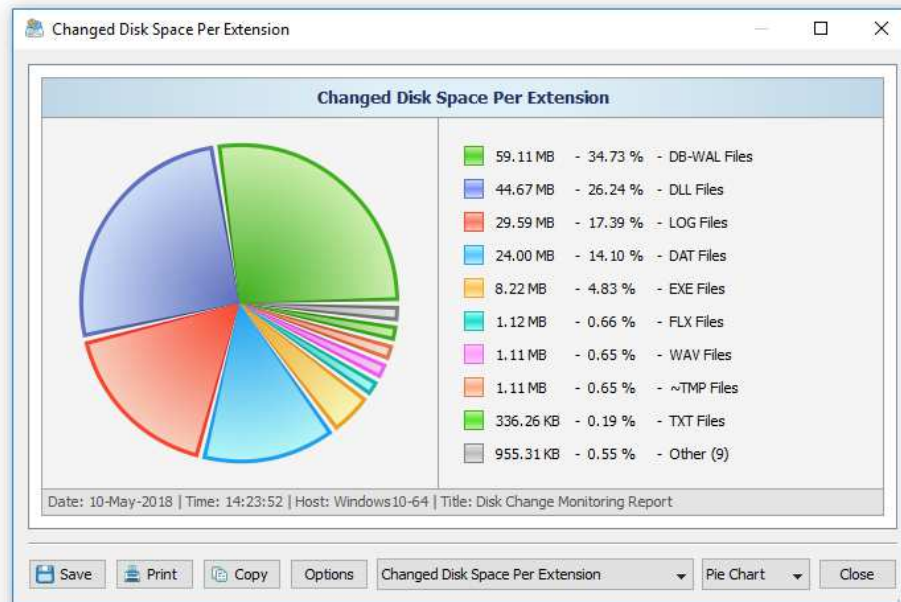 Changed Disk Space Per Extension
Changed Disk Space Per Extension
59.11 MB - 34.73 % - DB-WAL Files
44.67 MB - 26.24 % - DLL Files
29.59 MB - 17.39 % - LOG Files
24.00 MB - 14.10 % - DAT Files
8.22 MB - 4.83 % - EXE Files
1.12 MB - 0.66 % - FLX Files
1.11 MB - 0.65 % - WAV Files
1.11 MB - 0.65 % - ~TMP Files
336.26 KB - 0.19 % - TXT Files
955.31 KB - 0.55 % - Other (9)
Date: 10-May-2018 | Time: 14:23:52 | Host: Windows10-64 | Title: Disk Change Monitoring Report
Save Print Copy Options Changed Disk Space Per Extension Pie Chart Close